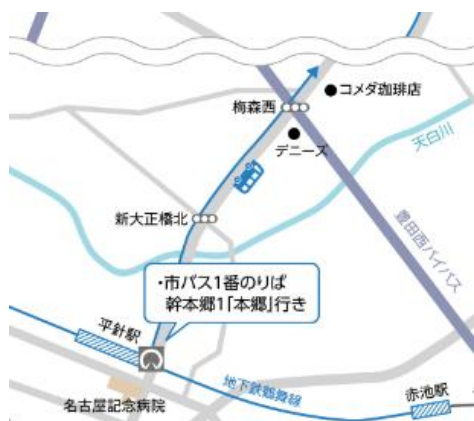 コメダ珈琲店
梅森西
デニーズ
天白川
新大正橋北
豊田西バイパス
・市バス1番のりば
幹本郷1「本郷」行き
平針駅
地下鉄鶴舞線
赤池駅
名古屋記念病院